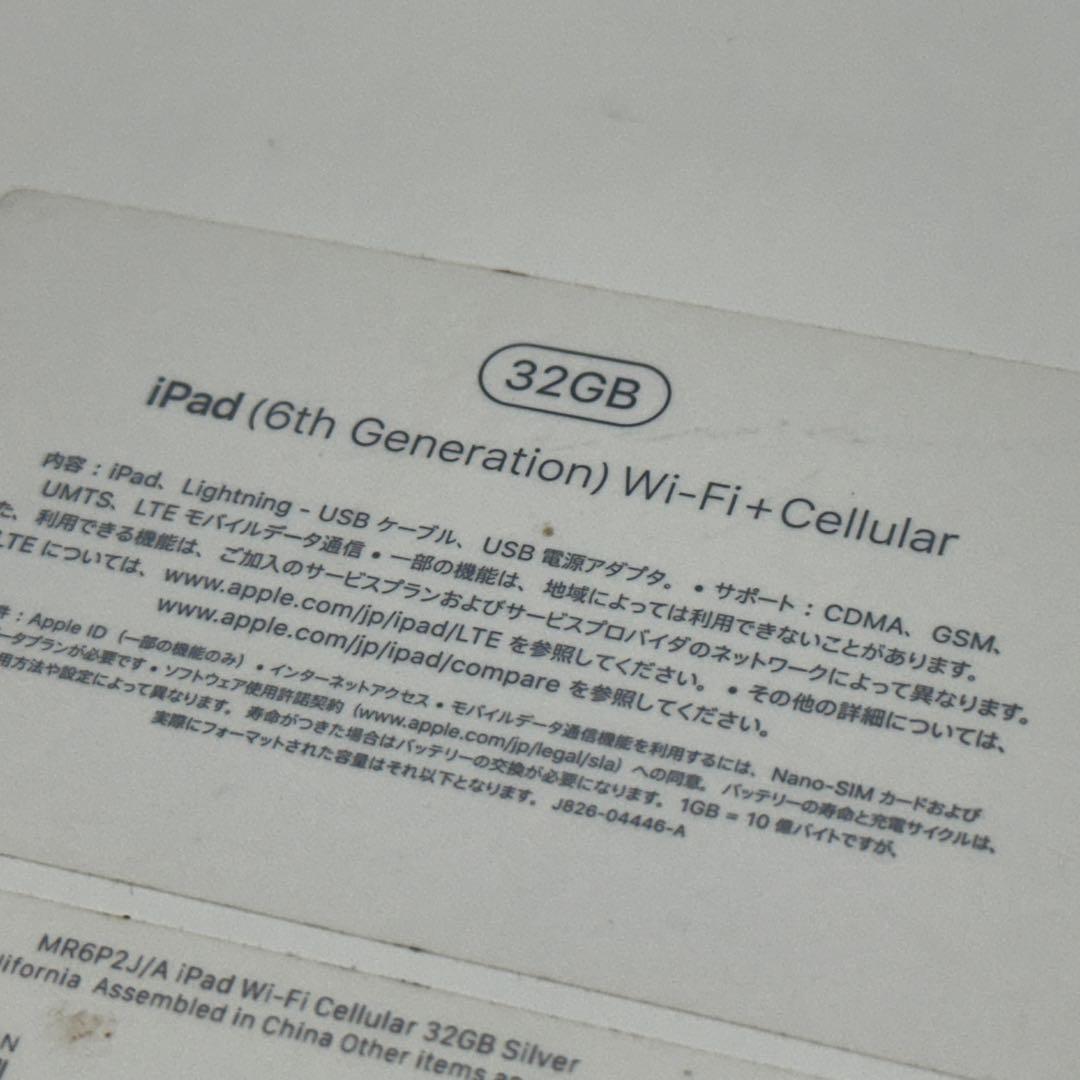 32GB
iPad (6th Generation) Wi-Fi + Cellular
内容：iPad、Lightning - USB ケーブル、USB 電源アダプタ。 • サポート：CDMA、GSM、
UMTS、LTE モバイルデータ通信 • 一部の機能は、地域によっては利用できないことがあります。
た、利用できる機能は、ご加入のサービスプランおよびサービスプロバイダのネットワークによって異なります。
LTE については、www.apple.com/jp/ipad/LTE を参照してください。 • その他の詳細については、
www.apple.com/jp/ipad/compare を参照してください。
件：Apple ID（一部の機能のみ）• インターネットアクセス • モバイルデータ通信機能を利用するには、Nano-SIM カードおよび
ータプランが必要です • ソフトウェア使用許諾契約（www.apple.com/jp/legal/sla）への同意。 バッテリーの寿命と充電サイクルは、
用方法や設定によって異なります。 寿命がつきた場合はバッテリーの交換が必要になります。 1GB = 10 億バイトですが、
実際にフォーマットされた容量はそれ以下となります。 J826-04446-A
MR6P2J/A iPad Wi-Fi Cellular 32GB Silver
lifornia Assembled in China Other items as